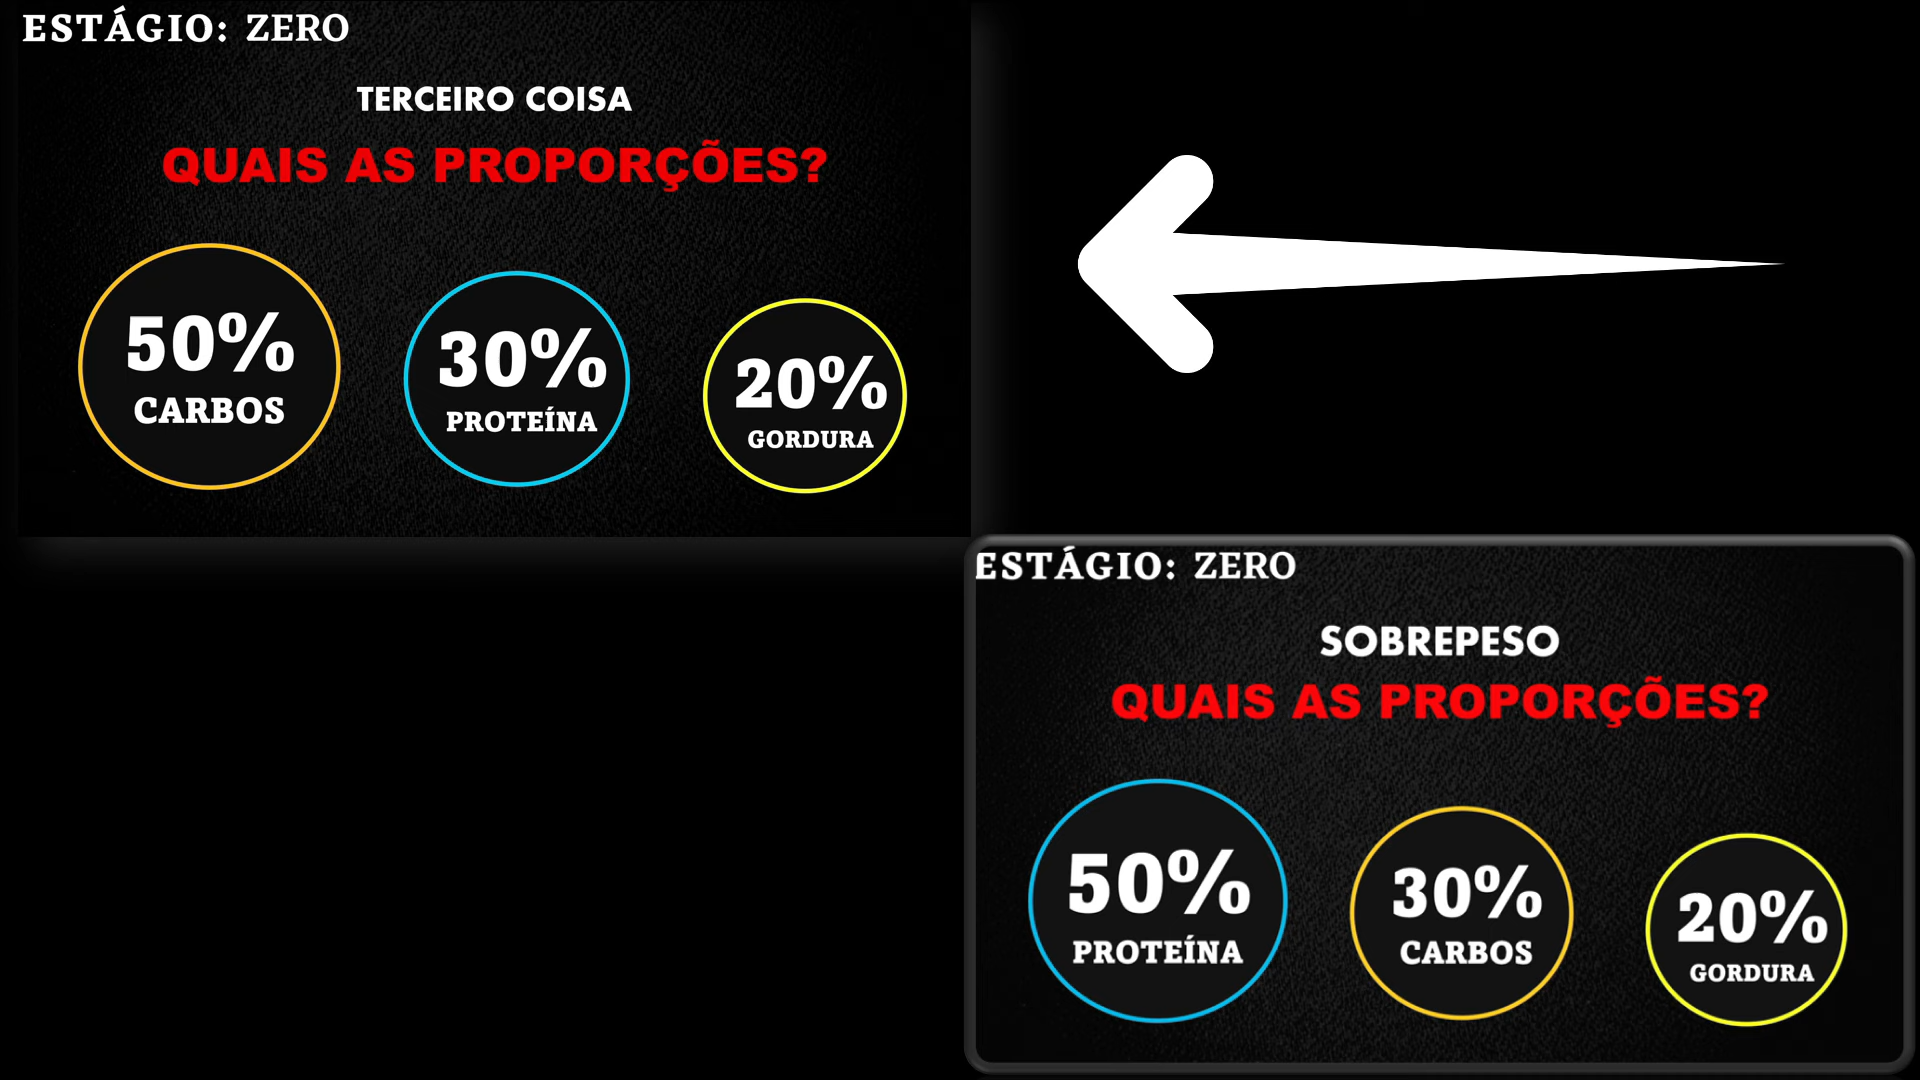 ESTÁGIO: ZERO
TERCEIRO COISA
QUAIS AS PROPORÇÕES?
50%
CARBOS
30%
PROTEÍNA
20%
GORDURA
ESTÁGIO: ZERO
SOBREPESO
QUAIS AS PROPORÇÕES?
50%
PROTEÍNA
30%
CARBOS
20%
GORDURA